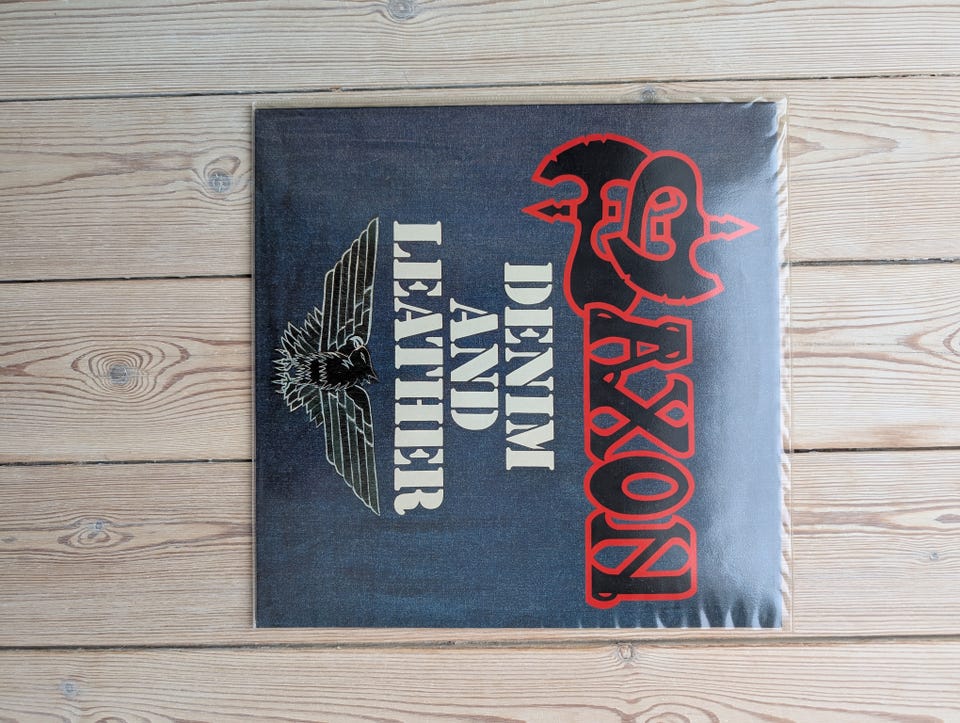 SAXON
DENIM
AND
LEATHER